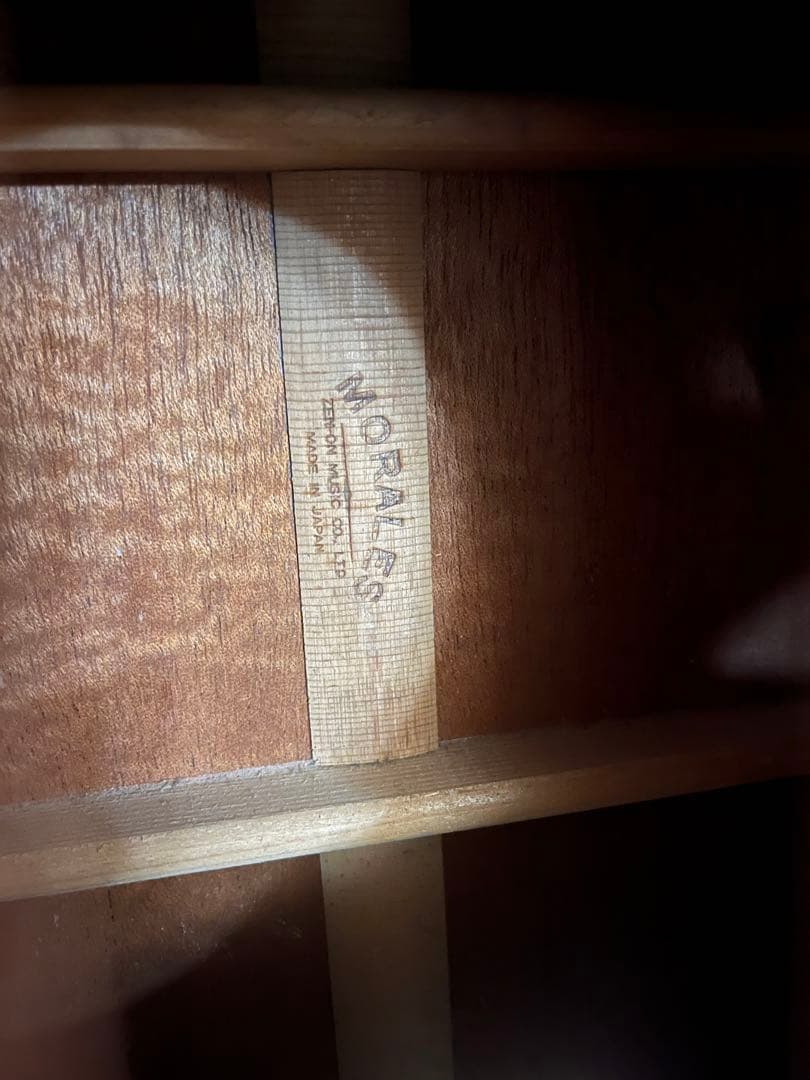 MORALES
ZEN-ON MUSIC CO., LTD
MADE IN JAPAN